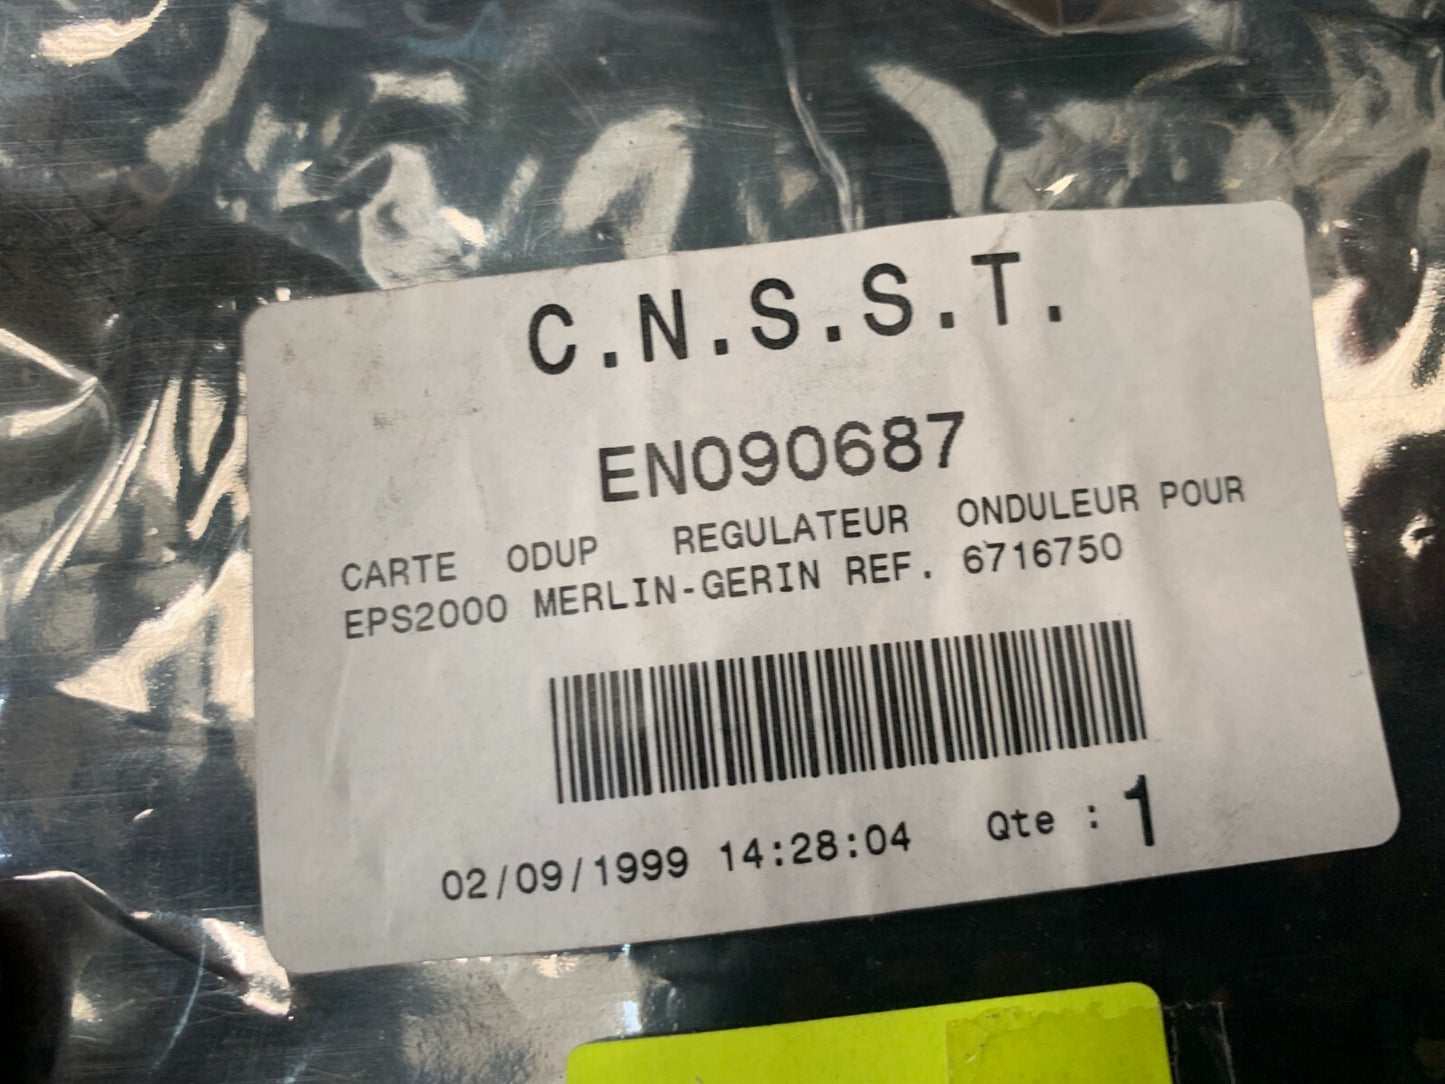 C.N.S.S.T.
EN090687
CARTE ODUP REGULATEUR ONDULEUR POUR
EPS2000 MERLIN-GERIN REF. 6716750
02/09/1999 14:28:04 Qte : 1